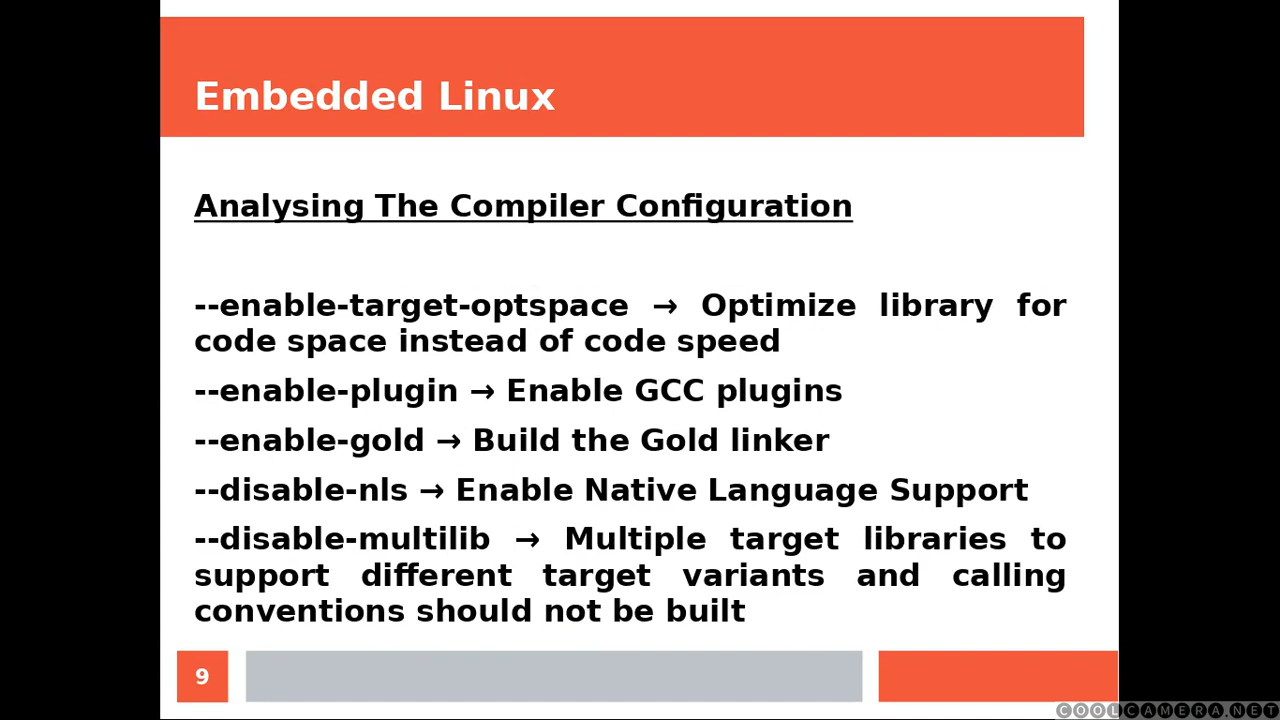 Embedded Linux
Analysing The Compiler Configuration
--enable-target-optspace → Optimize library for
code space instead of code speed
--enable-plugin → Enable GCC plugins
--enable-gold → Build the Gold linker
--disable-nls → Enable Native Language Support
--disable-multilib → Multiple target libraries to
support different target variants and calling
conventions should not be built
9
COOLCAMERA.NET